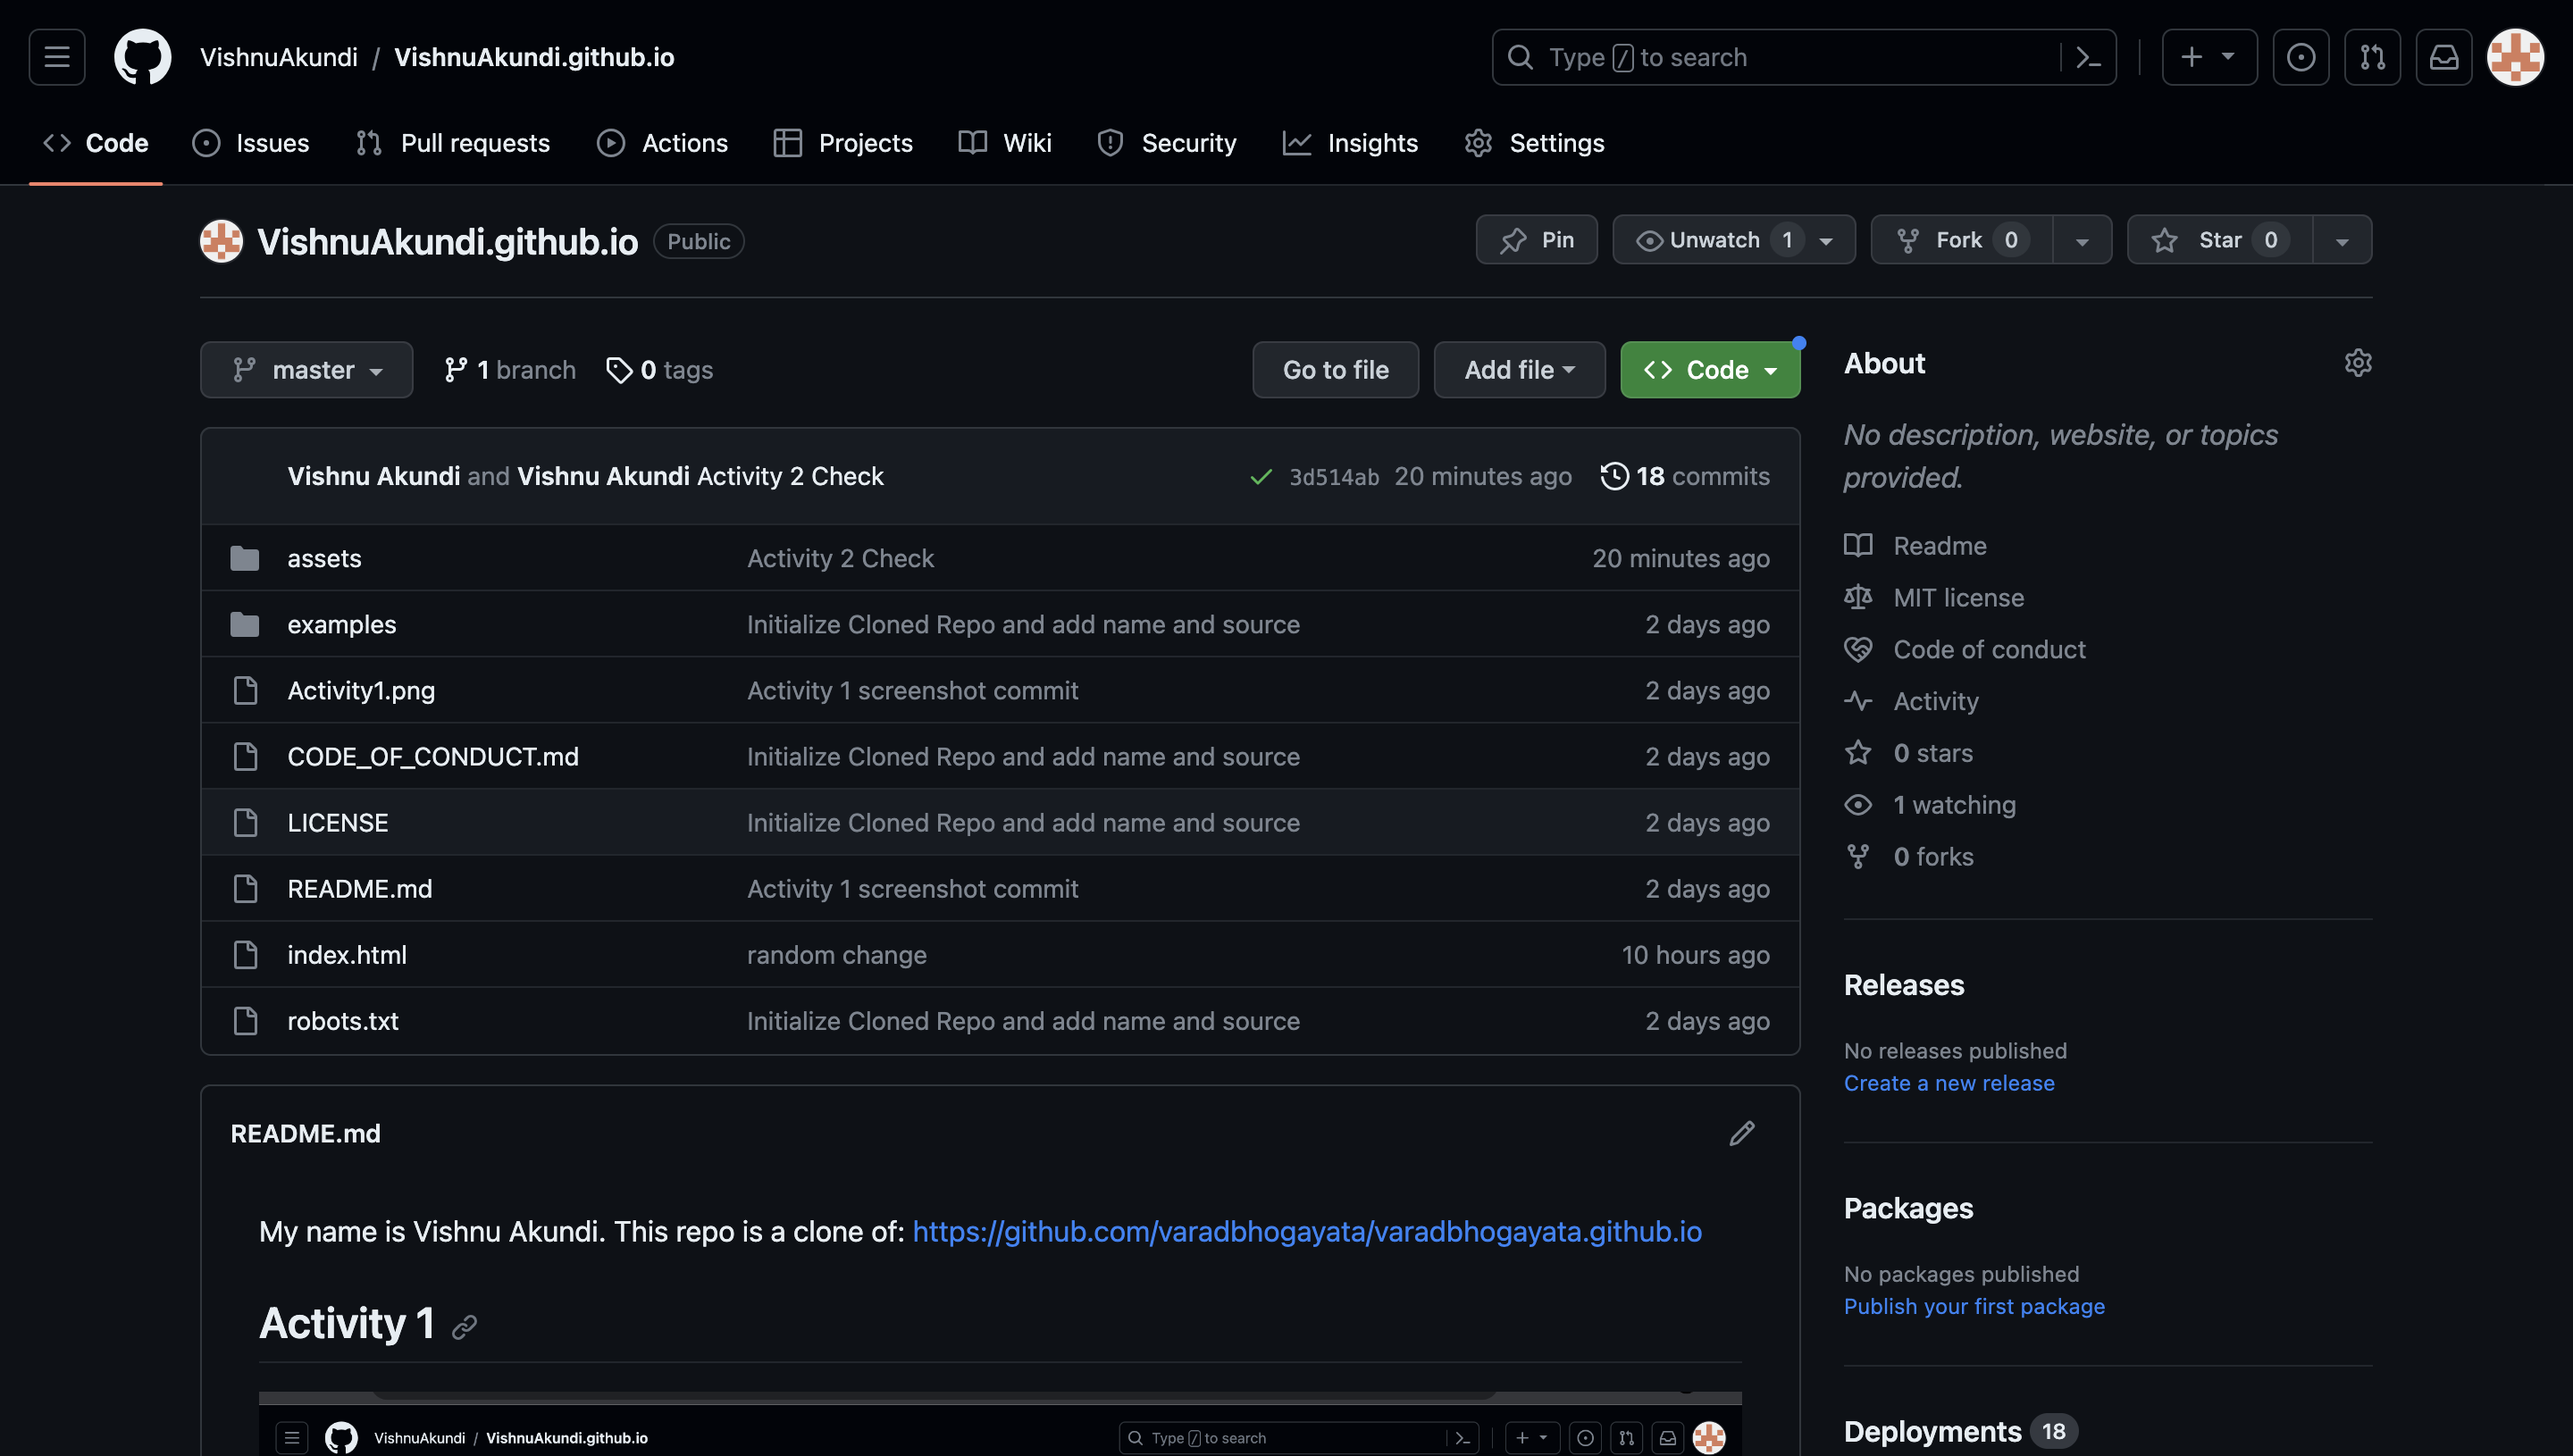 VishnuAkundi / VishnuAkundi.github.io
Type / to search
Code Issues Pull requests Actions Projects Wiki Security Insights Settings
VishnuAkundi.github.io Public
Pin Unwatch 1 Fork 0 Star 0
master 1 branch 0 tags Go to file Add file Code
Vishnu Akundi and Vishnu Akundi Activity 2 Check 3d514ab 20 minutes ago 18 commits
assets Activity 2 Check 20 minutes ago
examples Initialize Cloned Repo and add name and source 2 days ago
Activity1.png Activity 1 screenshot commit 2 days ago
CODE_OF_CONDUCT.md Initialize Cloned Repo and add name and source 2 days ago
LICENSE Initialize Cloned Repo and add name and source 2 days ago
README.md Activity 1 screenshot commit 2 days ago
index.html random change 10 hours ago
robots.txt Initialize Cloned Repo and add name and source 2 days ago
README.md
My name is Vishnu Akundi. This repo is a clone of: https://github.com/varadbhogayata/varadbhogayata.github.io
Activity 1
VishnuAkundi / VishnuAkundi.github.io Type / to search
About
No description, website, or topics
provided.
Readme
MIT license
Code of conduct
Activity
0 stars
1 watching
0 forks
Releases
No releases published
Create a new release
Packages
No packages published
Publish your first package
Deployments 18